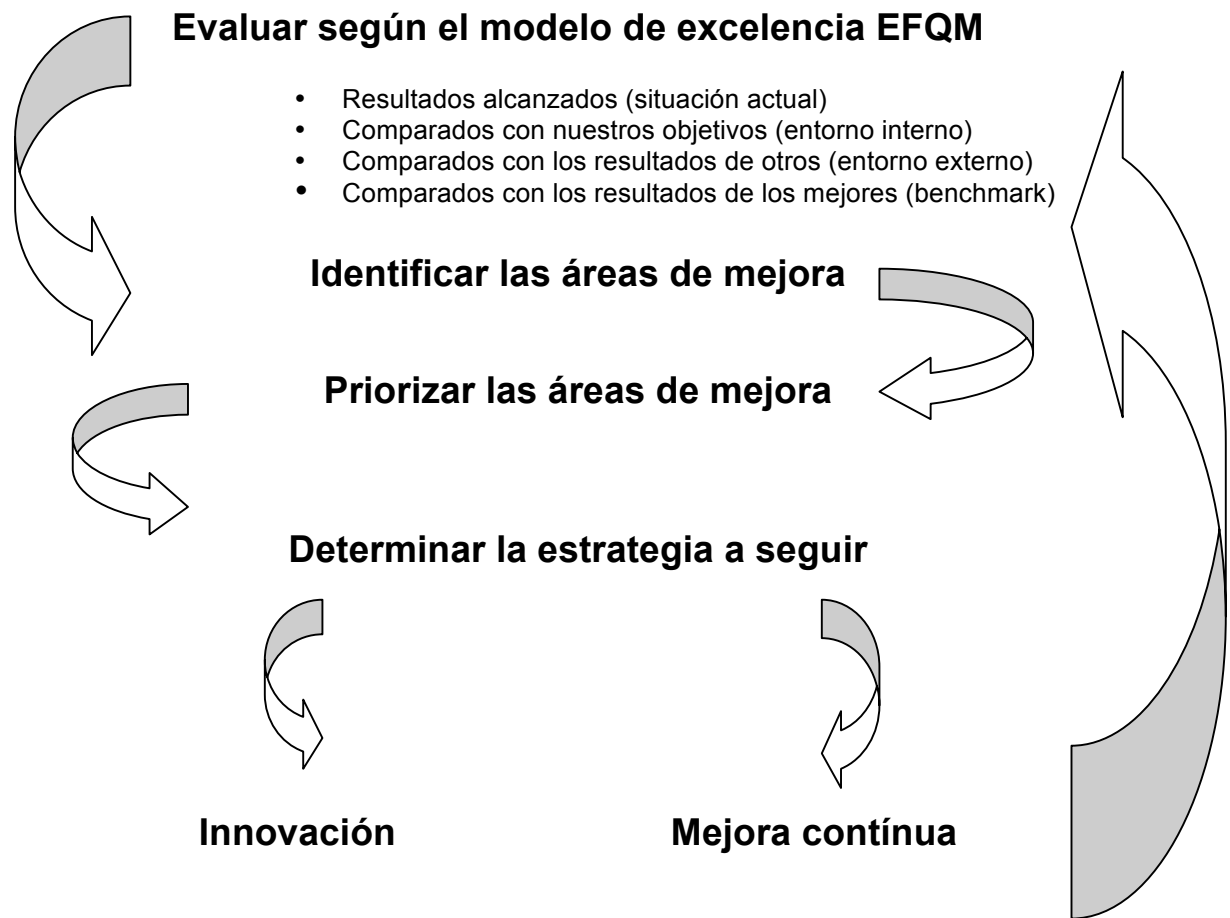 Evaluar según el modelo de excelencia EFQM
• Resultados alcanzados (situación actual)
• Comparados con nuestros objetivos (entorno interno)
• Comparados con los resultados de otros (entorno externo)
• Comparados con los resultados de los mejores (benchmark)
Identificar las áreas de mejora
Priorizar las áreas de mejora
Determinar la estrategia a seguir
Innovación
Mejora contínua